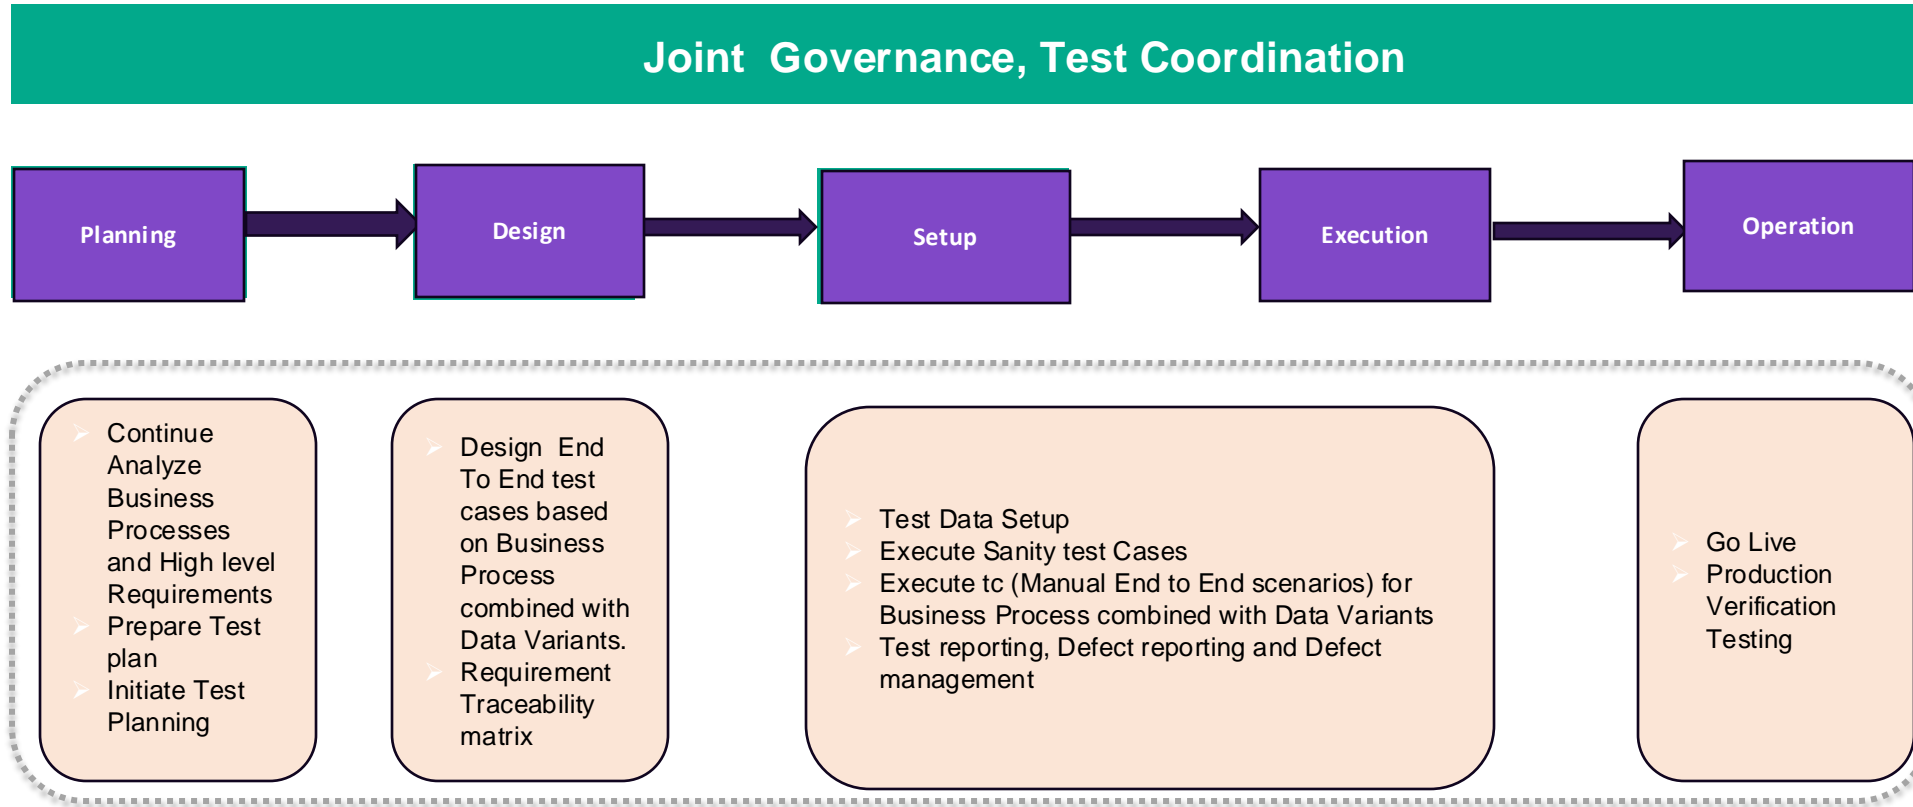 Joint Governance, Test Coordination
Planning
Design
Setup
Execution
Operation
Continue
Analyze
Business
Processes
and High level
Requirements
Prepare Test
plan
Initiate Test
Planning
Design End
To End test
cases based
on Business
Process
combined with
Data Variants.
Requirement
Traceability
matrix
Test Data Setup
Execute Sanity test Cases
Execute tc (Manual End to End scenarios) for
Business Process combined with Data Variants
Test reporting, Defect reporting and Defect
management
Go Live
Production
Verification
Testing